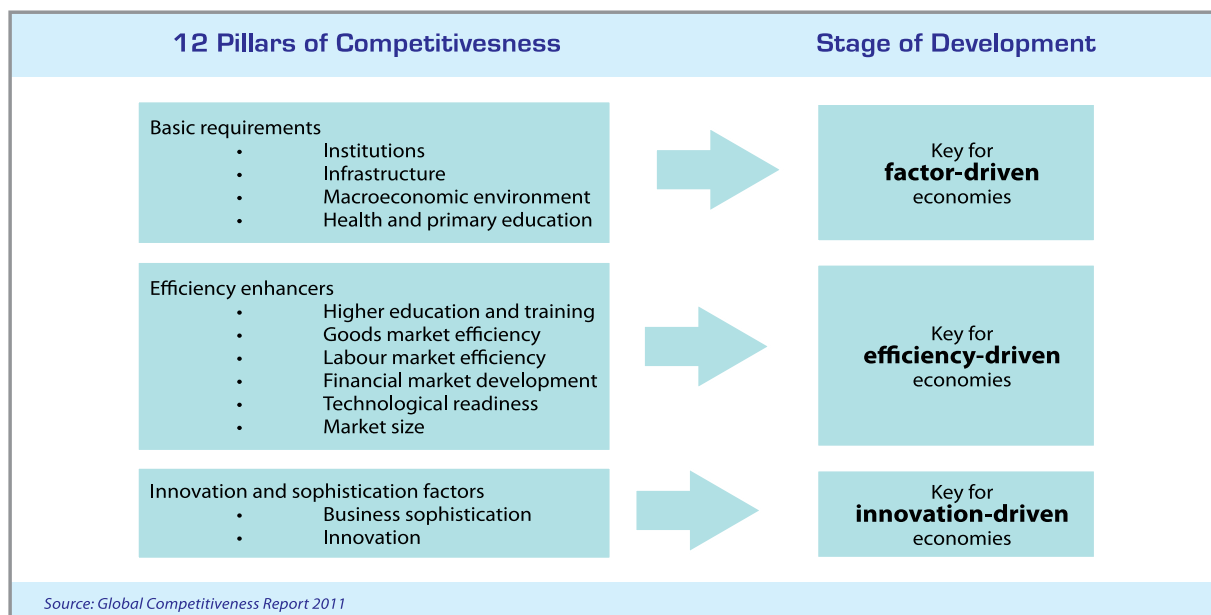 12 Pillars of Competitivesness
Stage of Development
Basic requirements
• Institutions
• Infrastructure
• Macroeconomic environment
• Health and primary education
Key for
factor-driven
economies
Efficiency enhancers
• Higher education and training
• Goods market efficiency
• Labour market efficiency
• Financial market development
• Technological readiness
• Market size
Key for
efficiency-driven
economies
Innovation and sophistication factors
• Business sophistication
• Innovation
Key for
innovation-driven
economies
Source: Global Competitiveness Report 2011